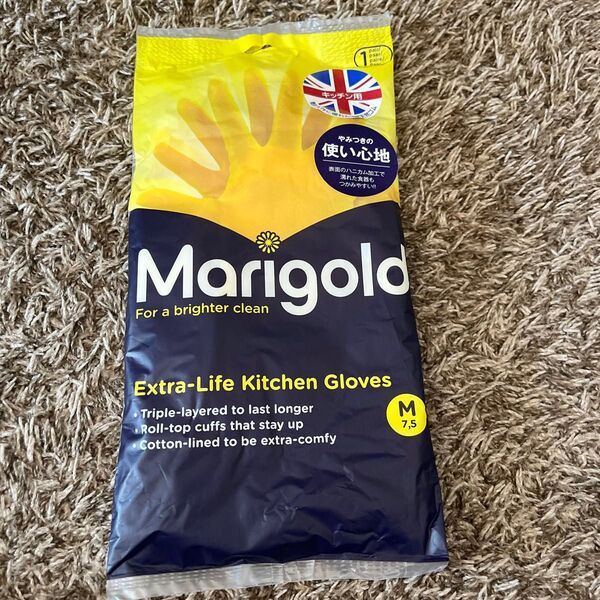 1
pair
キッチン用
やみつきの
使い心地
表面のハニカム加工で
濡れた食器も
つかみやすい!!
Marigold
For a brighter clean
Extra-Life Kitchen Gloves
· Triple-layered to last longer
· Roll-top cuffs that stay up
· Cotton-lined to be extra-comfy
M
7,5